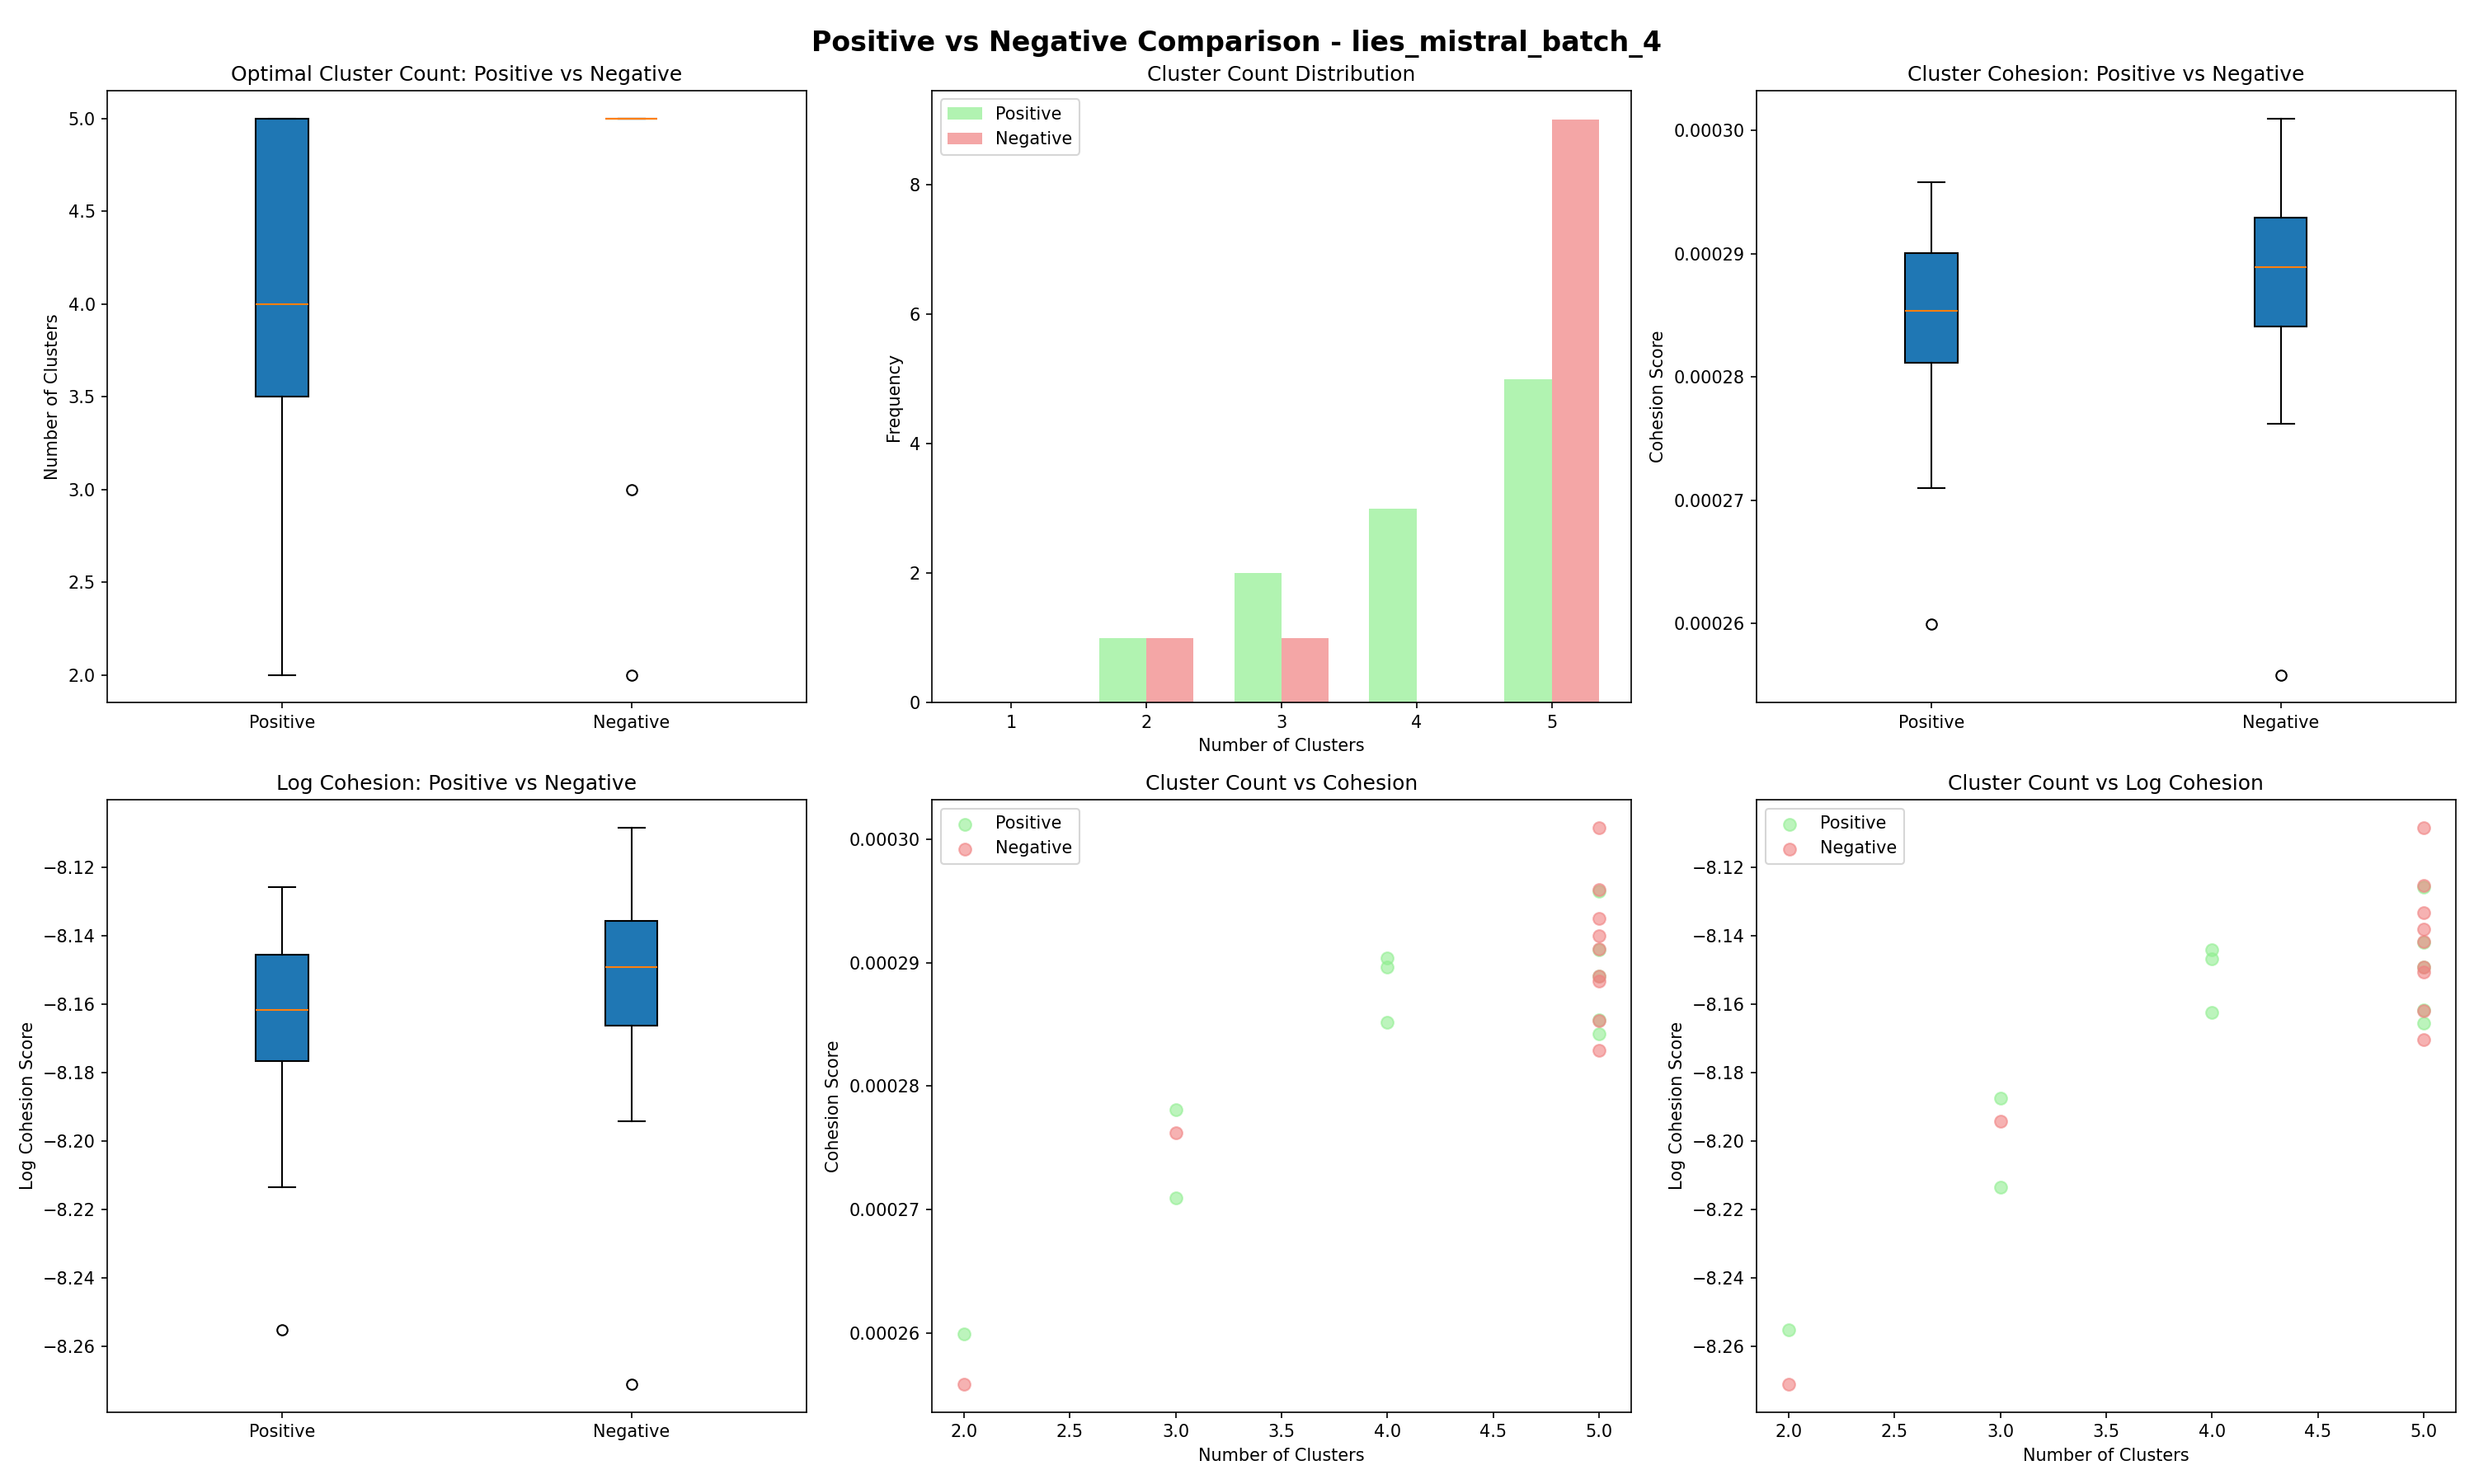 Positive vs Negative Comparison - lies_mistral_batch_4
Optimal Cluster Count: Positive vs Negative
Number of Clusters
5.0
4.5
4.0
3.5
3.0
2.5
2.0
Positive
Negative
Cluster Count Distribution
Positive
Negative
Frequency
8
6
4
2
0
1
2
3
4
5
Number of Clusters
Cluster Cohesion: Positive vs Negative
Cohesion Score
0.00030
0.00029
0.00028
0.00027
0.00026
Positive
Negative
Log Cohesion: Positive vs Negative
Log Cohesion Score
−8.12
−8.14
−8.16
−8.18
−8.20
−8.22
−8.24
−8.26
Positive
Negative
Cluster Count vs Cohesion
Positive
Negative
Cohesion Score
0.00030
0.00029
0.00028
0.00027
0.00026
2.0
2.5
3.0
3.5
4.0
4.5
5.0
Number of Clusters
Cluster Count vs Log Cohesion
Positive
Negative
Log Cohesion Score
−8.12
−8.14
−8.16
−8.18
−8.20
−8.22
−8.24
−8.26
2.0
2.5
3.0
3.5
4.0
4.5
5.0
Number of Clusters